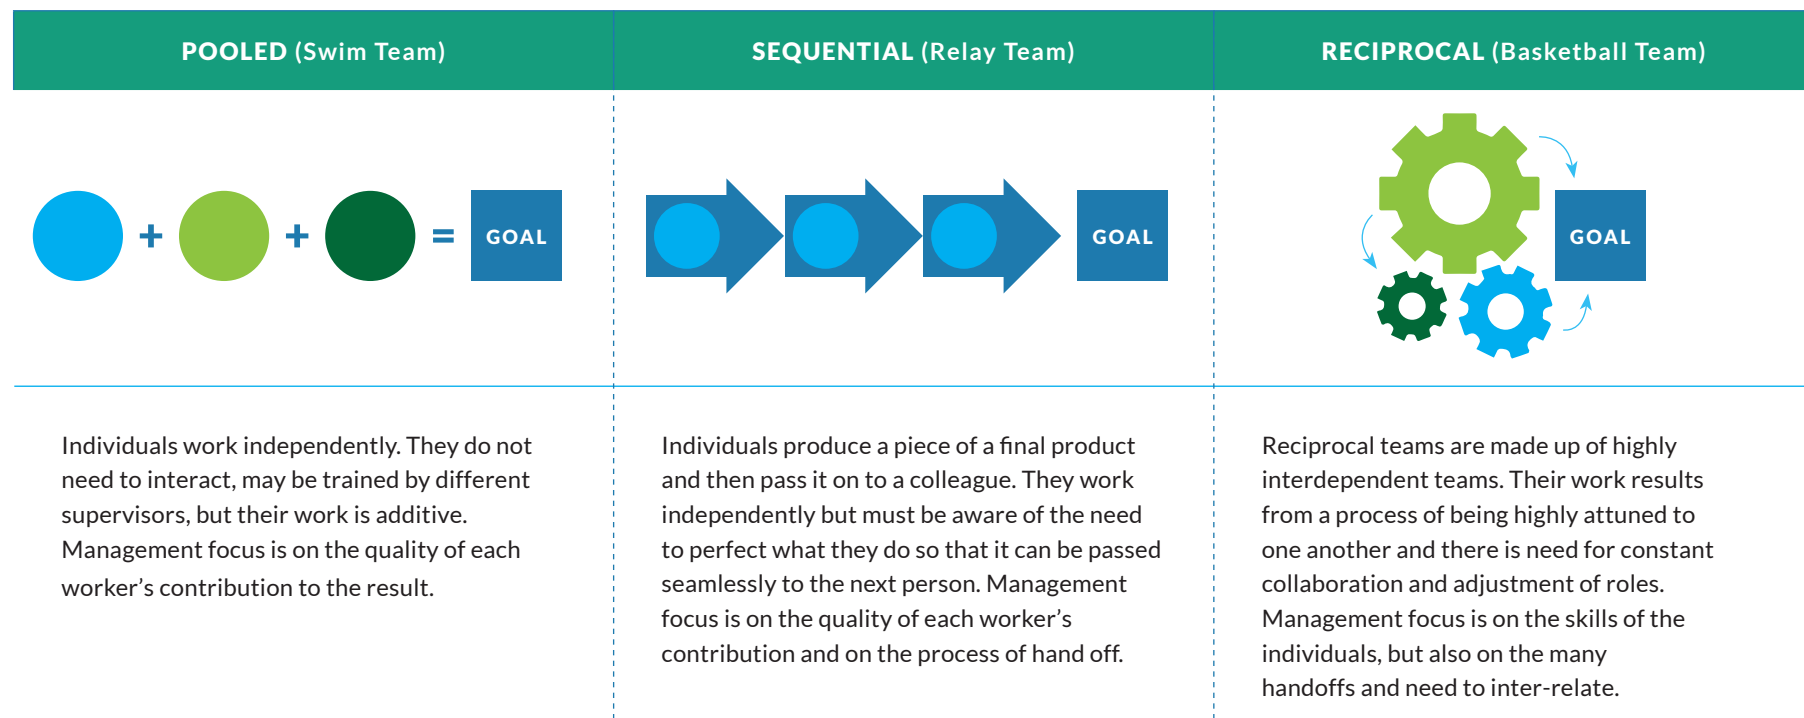 POOLED (Swim Team)
SEQUENTIAL (Relay Team)
RECIPROCAL (Basketball Team)
+ + = GOAL
GOAL
GOAL
Individuals work independently. They do not
need to interact, may be trained by different
supervisors, but their work is additive.
Management focus is on the quality of each
worker’s contribution to the result.
Individuals produce a piece of a final product
and then pass it on to a colleague. They work
independently but must be aware of the need
to perfect what they do so that it can be passed
seamlessly to the next person. Management
focus is on the quality of each worker’s
contribution and on the process of hand off.
Reciprocal teams are made up of highly
interdependent teams. Their work results
from a process of being highly attuned to
one another and there is need for constant
collaboration and adjustment of roles.
Management focus is on the skills of the
individuals, but also on the many
handoffs and need to inter-relate.